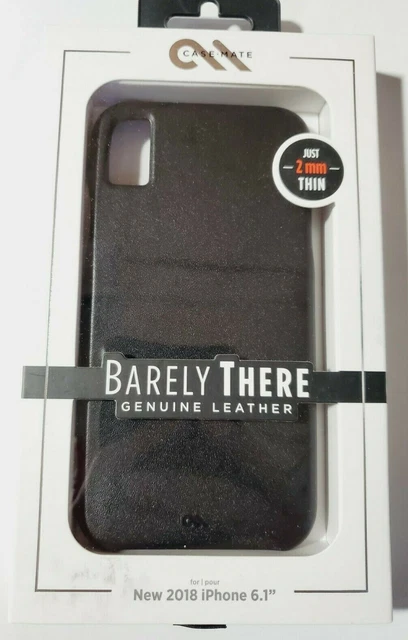 CASE-MATE
JUST
2 mm
THIN
BARELY THERE
GENUINE LEATHER
for | pour
New 2018 iPhone 6.1”